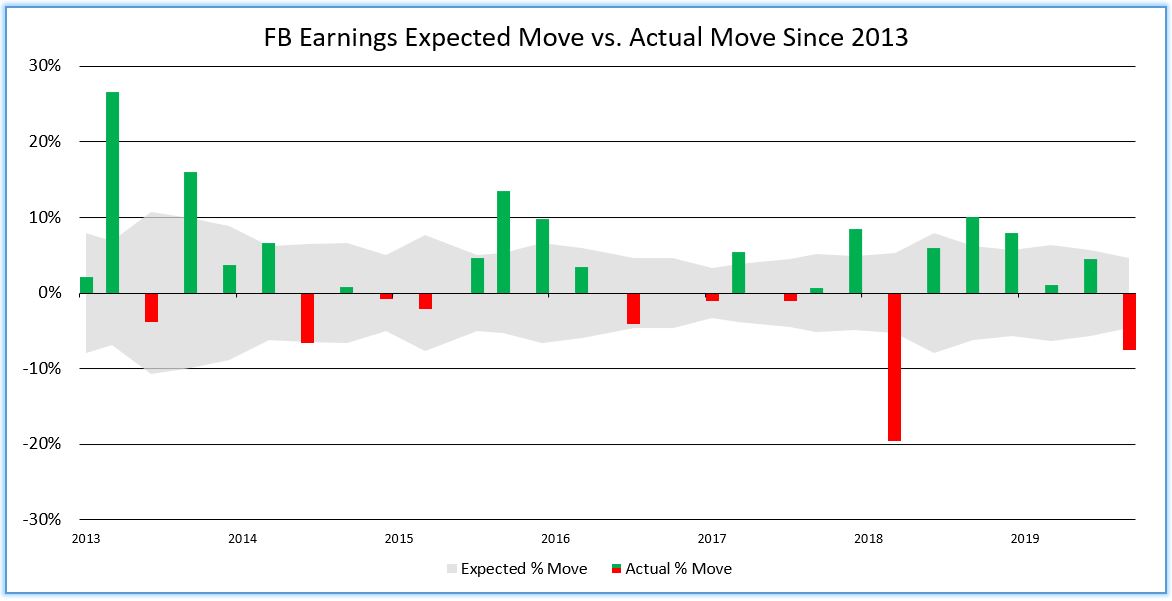 FB Earnings Expected Move vs. Actual Move Since 2013
30%
20%
10%
0%
-10%
-20%
-30%
2013 2014 2015 2016 2017 2018 2019
Expected % Move Actual % Move